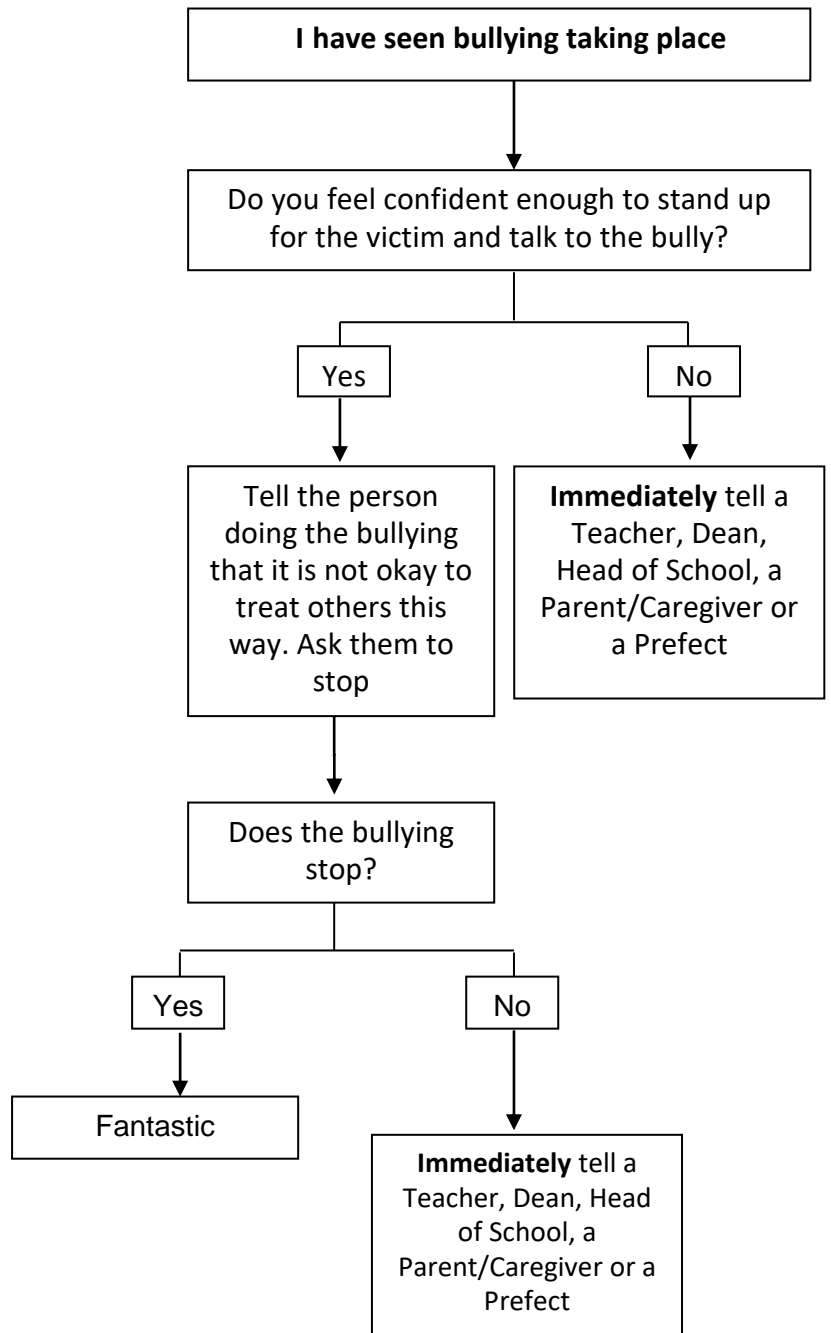 I have seen bullying taking place
Do you feel confident enough to stand up
for the victim and talk to the bully?
Yes
No
Tell the person
doing the bullying
that it is not okay to
treat others this
way. Ask them to
stop
Immediately tell a
Teacher, Dean,
Head of School, a
Parent/Caregiver or
a Prefect
Does the bullying
stop?
Yes
No
Fantastic
Immediately tell a
Teacher, Dean, Head
of School, a
Parent/Caregiver or a
Prefect